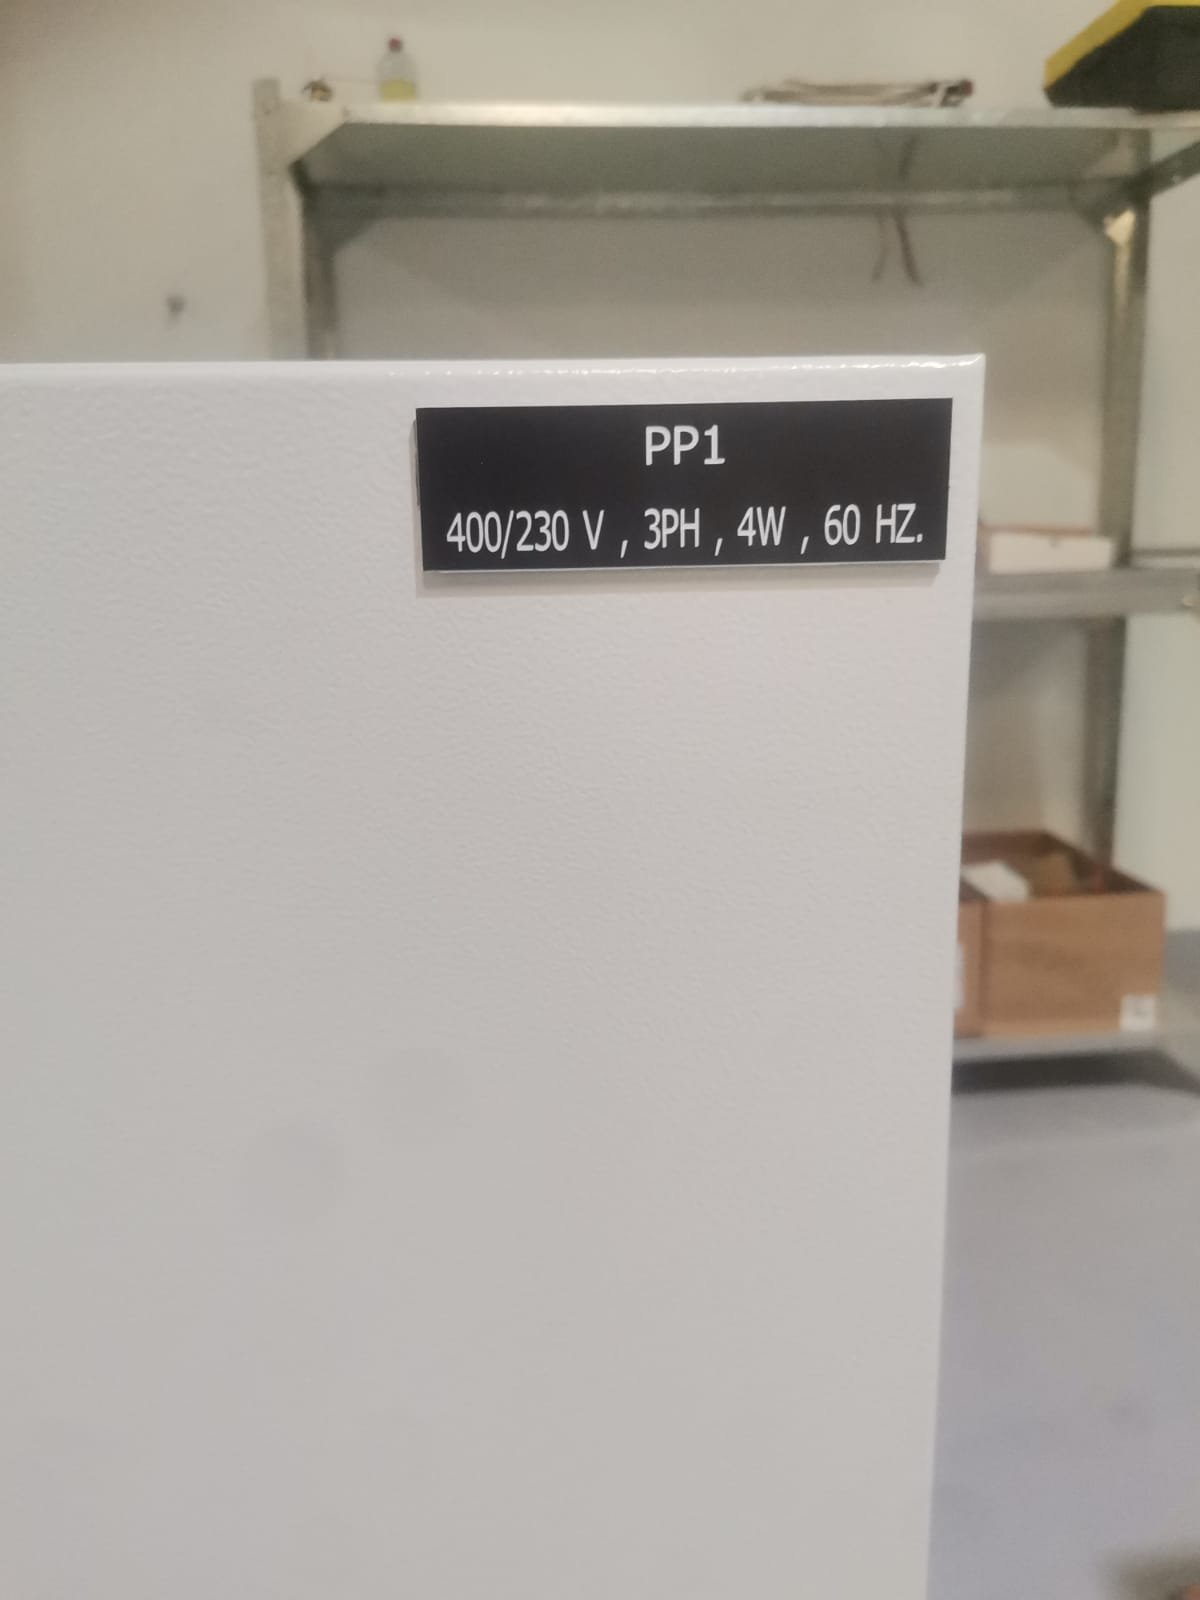 PP1
400/230 V , 3PH , 4W , 60 HZ.